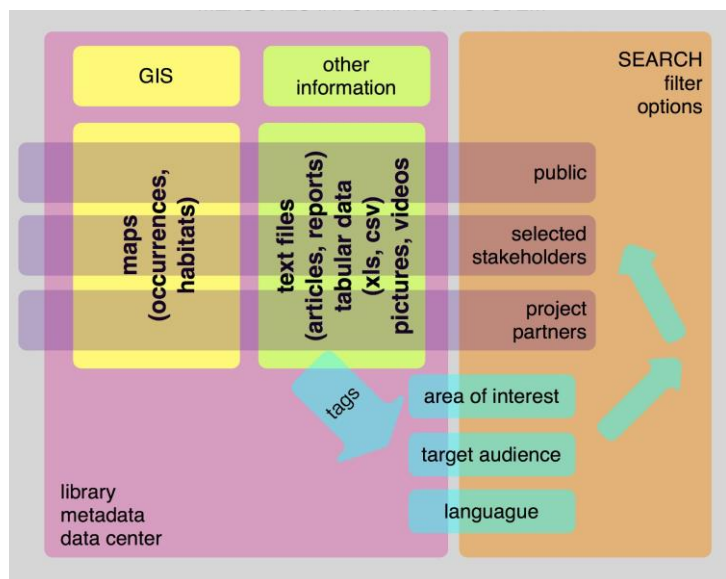 GIS
other
information
SEARCH
filter
options
maps
(occurrences,
habitats)
text files
(articles, reports)
tabular data
(xls, csv)
pictures, videos
public
selected
stakeholders
project
partners
tags
area of interest
target audience
languague
library
metadata
data center